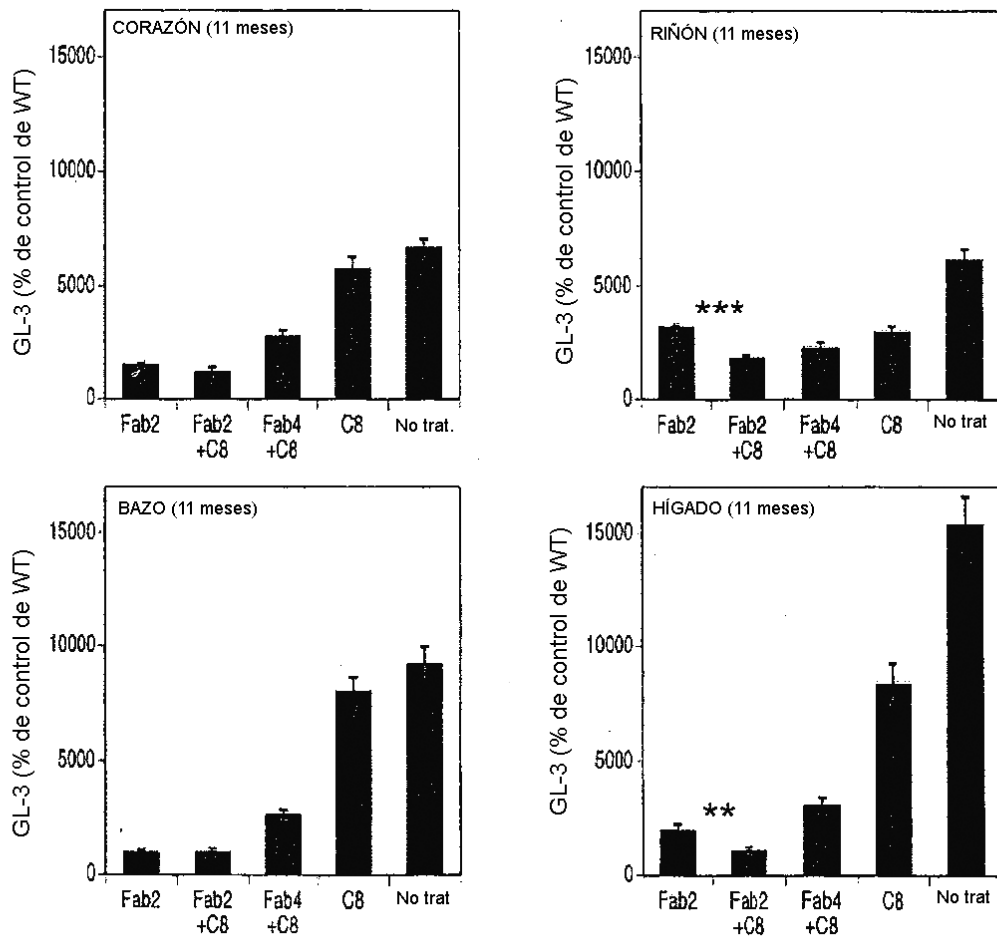 CORAZÓN (11 meses)
GL-3 (% de control de WT)
15000
10000
5000
0
Fab2 Fab2 Fab4 C8 No trat.
+C8 +C8
RIÑÓN (11 meses)
GL-3 (% de control de WT)
15000
10000
5000
0
***
Fab2 Fab2 Fab4 C8 No trat
+C8 +C8
BAZO (11 meses)
GL-3 (% de control de WT)
15000
10000
5000
0
Fab2 Fab2 Fab4 C8 No trat
+C8 +C8
HÍGADO (11 meses)
GL-3 (% de control de WT)
15000
10000
5000
0
**
Fab2 Fab2 Fab4 C8 No trat
+C8 +C8